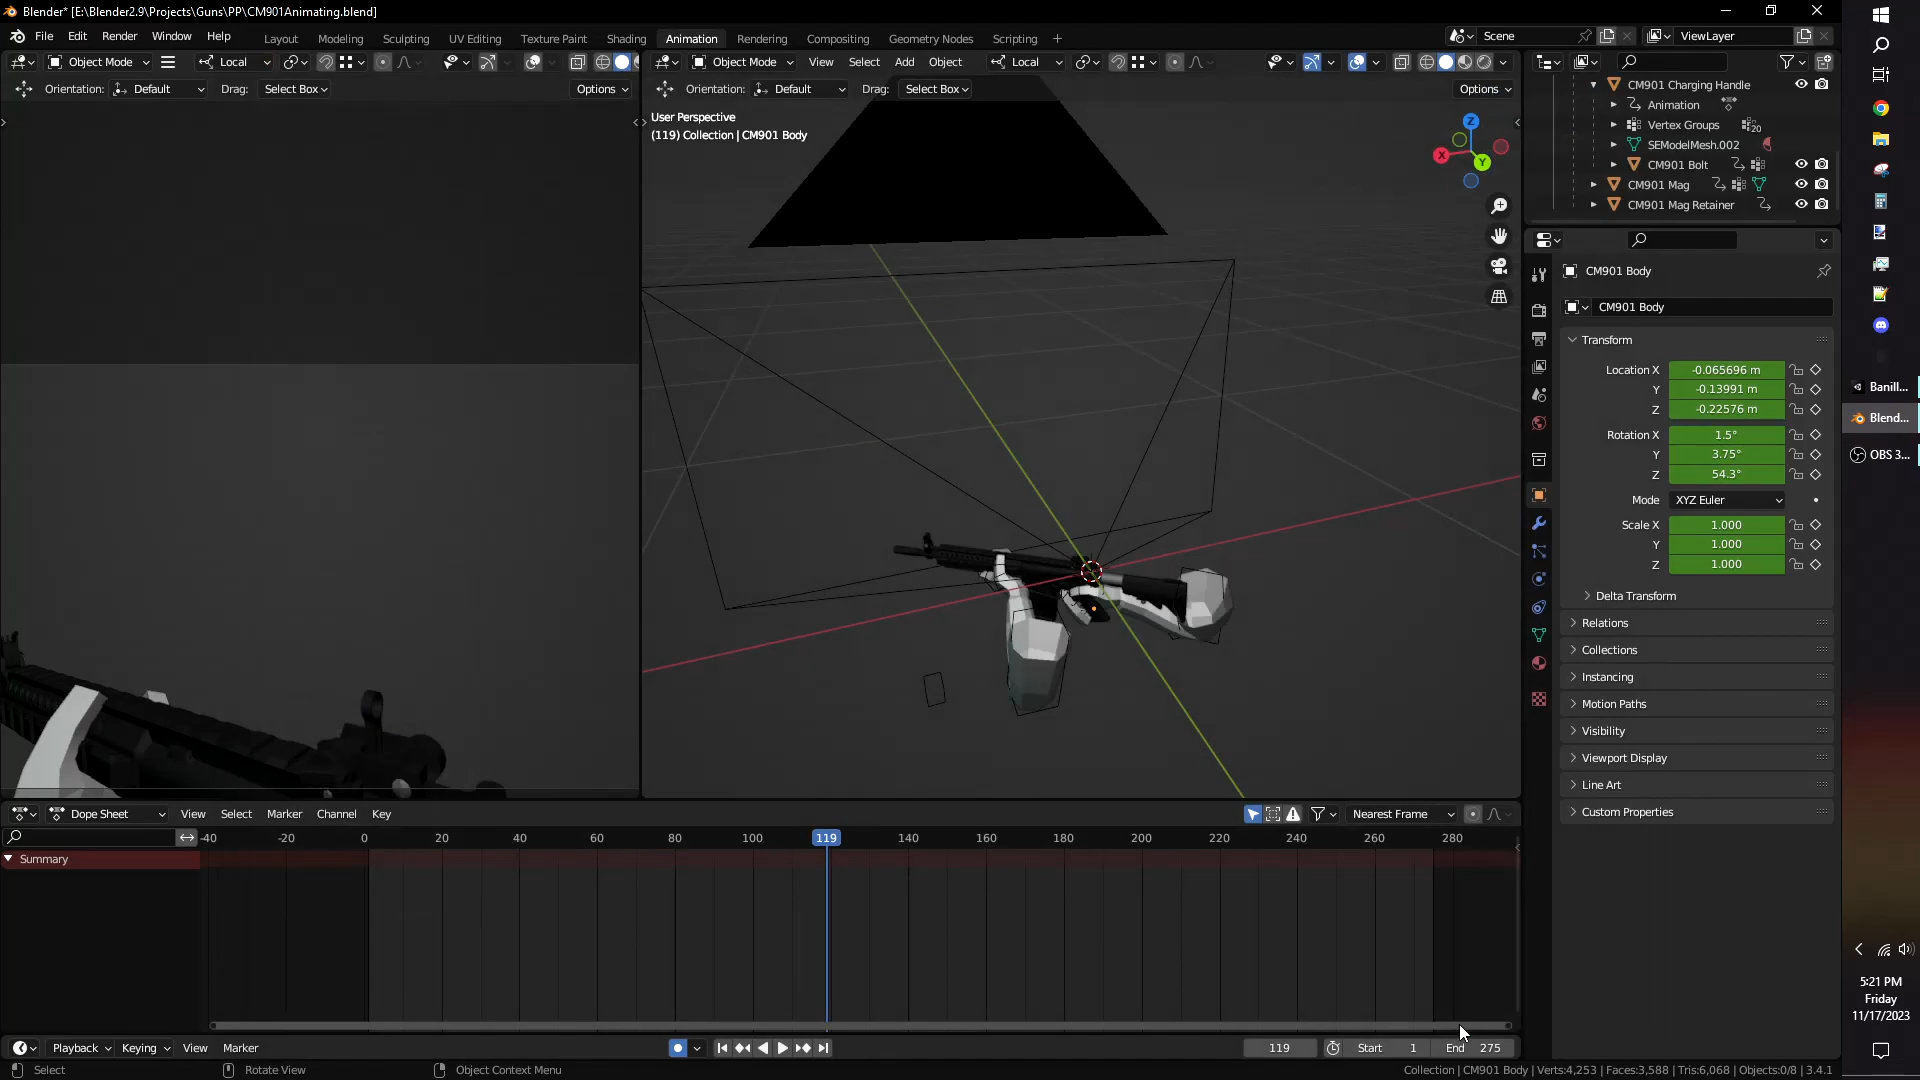 Blender* [E:\Blender2.9\Projects\Guns\PP\CM901Animating.blend]
File Edit Render Window Help
Layout Modeling Sculpting UV Editing Texture Paint Shading Animation Rendering Compositing Geometry Nodes Scripting +
Scene
ViewLayer
Object Mode
Local
Object Mode View Select Add Object
Local
Orientation: Default Drag: Select Box Options
Orientation: Default Drag: Select Box Options
User Perspective
(119) Collection | CM901 Body
Z
X
Y
CM901 Charging Handle
Animation
Vertex Groups
20
SEModelMesh.002
CM901 Bolt
CM901 Mag
CM901 Mag Retainer
CM901 Body
CM901 Body
Transform
Location X -0.065696 m
Y -0.13991 m
Z -0.22576 m
Rotation X 1.5°
Y 3.75°
Z 54.3°
Mode XYZ Euler
Scale X 1.000
Y 1.000
Z 1.000
Delta Transform
Relations
Collections
Instancing
Motion Paths
Visibility
Viewport Display
Line Art
Custom Properties
Dope Sheet View Select Marker Channel Key
Nearest Frame
-40 -20 0 20 40 60 80 100 119 140 160 180 200 220 240 260 280
Summary
Playback Keying View Marker
119 Start 1 End 275
Select Rotate View Object Context Menu
Collection | CM901 Body | Verts:4,253 | Faces:3,588 | Tris:6,068 | Objects:0/8 | 3.4.1
Banill...
Blend...
OBS 3...
5:21 PM
Friday
11/17/2023